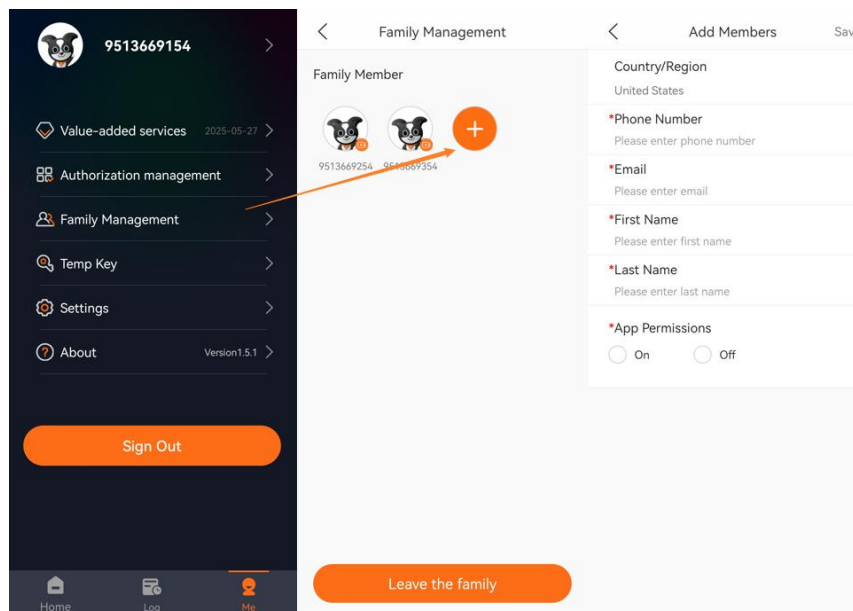 9513669154
Value-added services 2025-05-27
Authorization management
Family Management
Temp Key
Settings
About Version1.5.1
Sign Out
Home Log Me
Family Management
Family Member
9513669254 9513669354
Leave the family
Add Members Sav
Country/Region
United States
*Phone Number
Please enter phone number
*Email
Please enter email
*First Name
Please enter first name
*Last Name
Please enter last name
*App Permissions
On Off